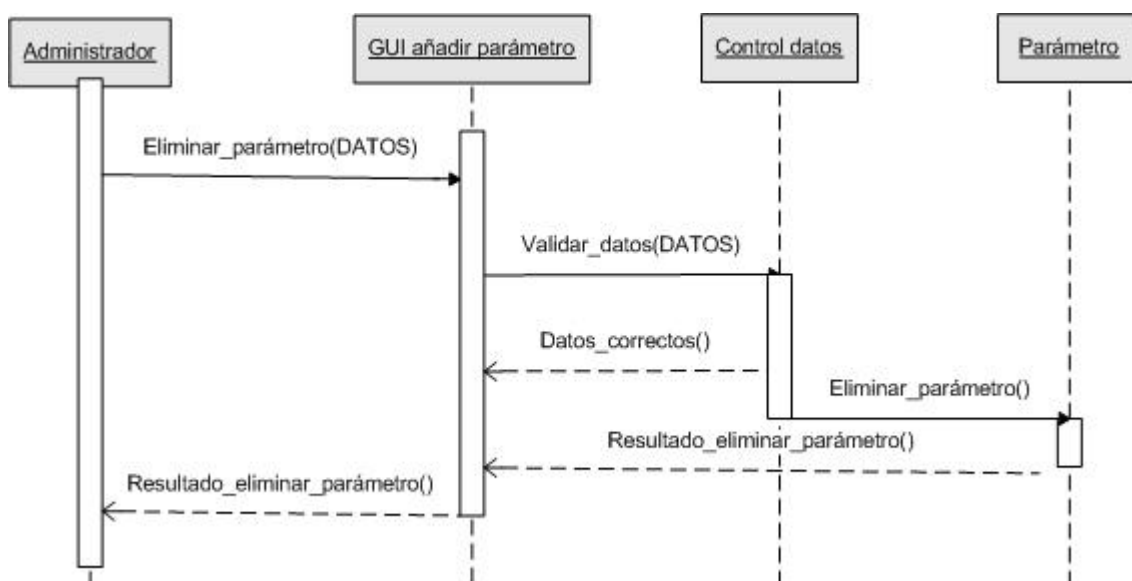 Administrador
GUI añadir parámetro
Control datos
Parámetro
Eliminar_parámetro(DATOS)
Validar_datos(DATOS)
Datos_correctos()
Eliminar_parámetro()
Resultado_eliminar_parámetro()
Resultado_eliminar_parámetro()